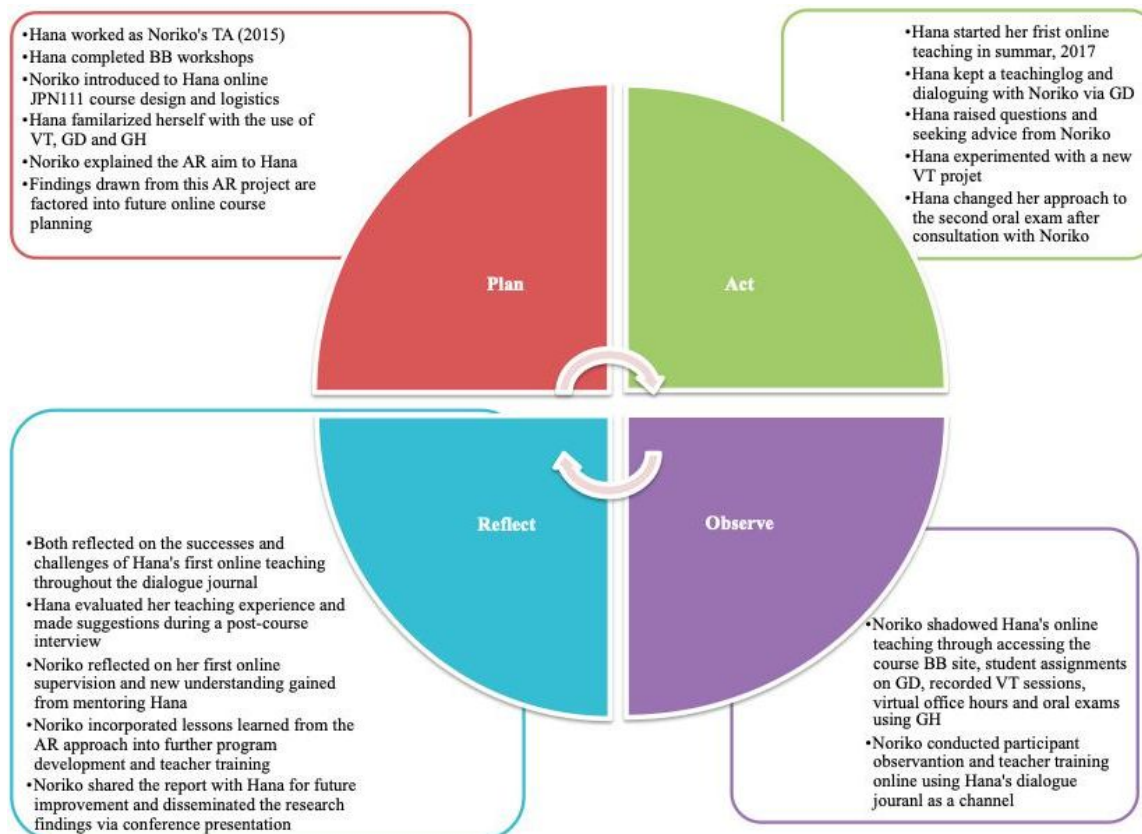 •Hana worked as Noriko's TA (2015)
•Hana completed BB workshops
•Noriko introduced to Hana online
JPN111 course design and logistics
•Hana familarized herself with the use of
VT, GD and GH
•Noriko explained the AR aim to Hana
•Findings drawn from this AR project are
factored into future online course
planning
•Hana started her frist online
teaching in summar, 2017
•Hana kept a teachinglog and
dialoguing with Noriko via GD
•Hana raised questions and
seeking advice from Noriko
•Hana experimented with a new
VT projet
•Hana changed her approach to
the second oral exam after
consultation with Noriko
Plan
Act
Reflect
Observe
•Both reflected on the successes and
challenges of Hana's first online teaching
throughout the dialogue journal
•Hana evaluated her teaching experience and
made suggestions during a post-course
interview
•Noriko reflected on her first online
supervision and new understanding gained
from mentoring Hana
•Noriko incorporated lessons learned from the
AR approach into further program
development and teacher training
•Noriko shared the report with Hana for future
improvement and disseminated the research
findings via conference presentation
•Noriko shadowed Hana's online
teaching through accessing the
course BB site, student assignments
on GD, recorded VT sessions,
virtual office hours and oral exams
using GH
•Noriko conducted participant
observantion and teacher training
online using Hana's dialogue
jouranl as a channel